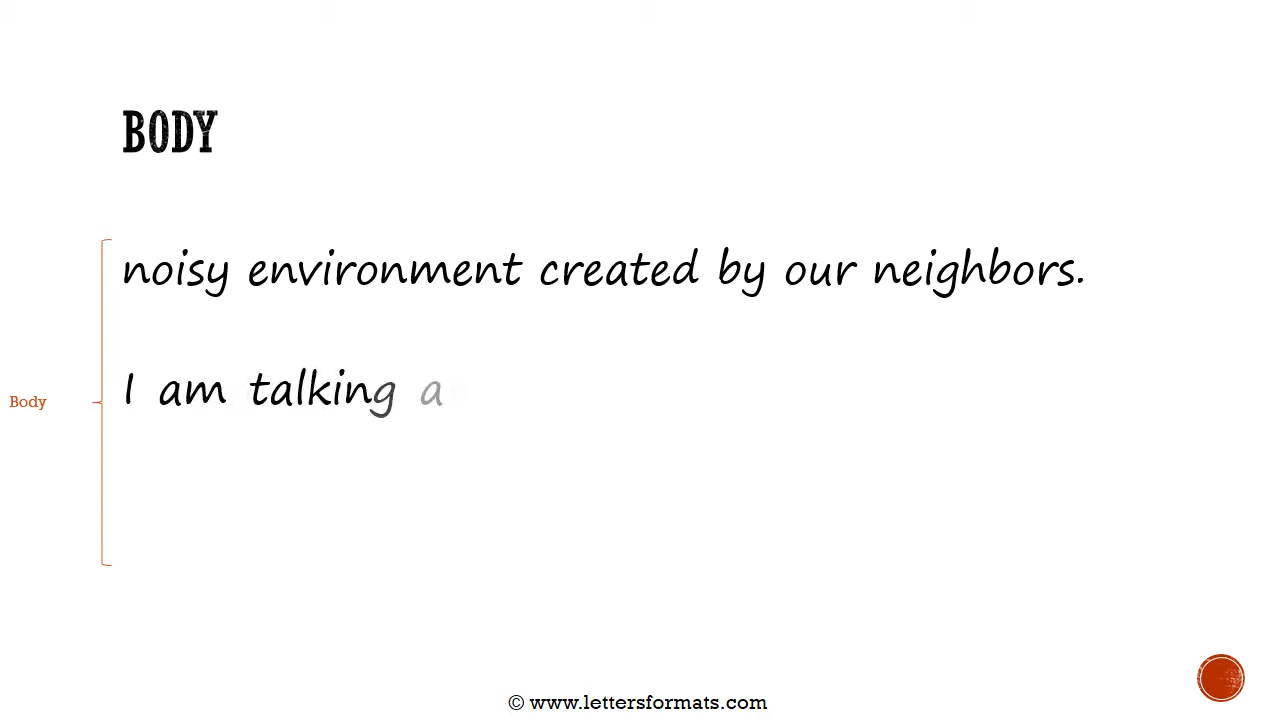 BODY
noisy environment created by our neighbors.
Body
I am talking a
© www.lettersformats.com